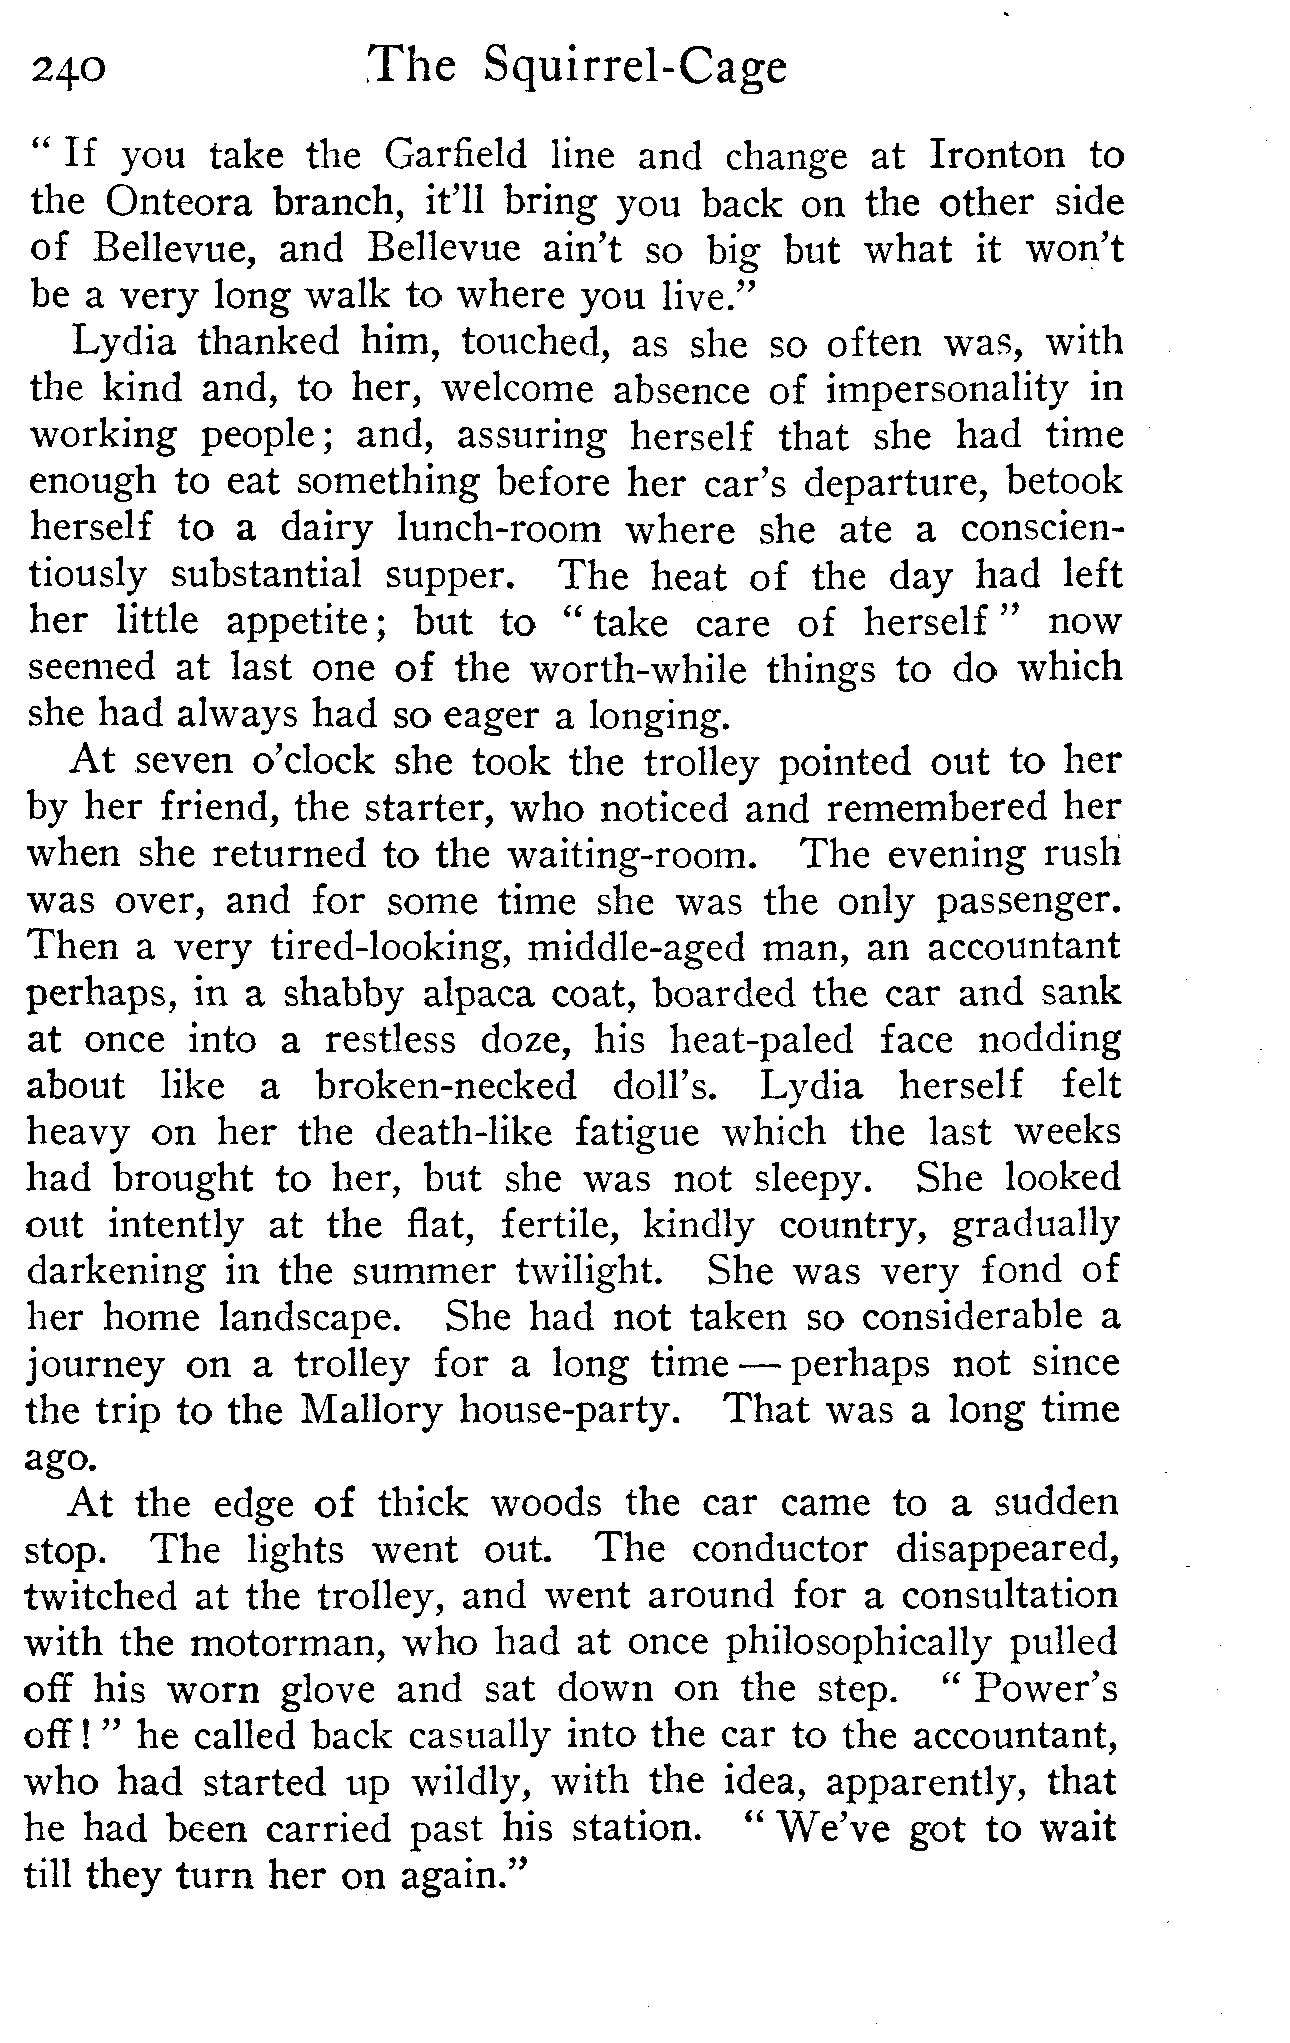 240 The Squirrel-Cage
“ If you take the Garfield line and change at Ironton to
the Onteora branch, it’ll bring you back on the other side
of Bellevue, and Bellevue ain’t so big but what it won’t
be a very long walk to where you live.”
Lydia thanked him, touched, as she so often was, with
the kind and, to her, welcome absence of impersonality in
working people; and, assuring herself that she had time
enough to eat something before her car’s departure, betook
herself to a dairy lunch-room where she ate a conscien-
tiously substantial supper. The heat of the day had left
her little appetite; but to “ take care of herself ” now
seemed at last one of the worth-while things to do which
she had always had so eager a longing.
At seven o’clock she took the trolley pointed out to her
by her friend, the starter, who noticed and remembered her
when she returned to the waiting-room. The evening rush
was over, and for some time she was the only passenger.
Then a very tired-looking, middle-aged man, an accountant
perhaps, in a shabby alpaca coat, boarded the car and sank
at once into a restless doze, his heat-paled face nodding
about like a broken-necked doll’s. Lydia herself felt
heavy on her the death-like fatigue which the last weeks
had brought to her, but she was not sleepy. She looked
out intently at the flat, fertile, kindly country, gradually
darkening in the summer twilight. She was very fond of
her home landscape. She had not taken so considerable a
journey on a trolley for a long time — perhaps not since
the trip to the Mallory house-party. That was a long time
ago.
At the edge of thick woods the car came to a sudden
stop. The lights went out. The conductor disappeared,
twitched at the trolley, and went around for a consultation
with the motorman, who had at once philosophically pulled
off his worn glove and sat down on the step. “ Power’s
off! ” he called back casually into the car to the accountant,
who had started up wildly, with the idea, apparently, that
he had been carried past his station. “ We’ve got to wait
till they turn her on again.”